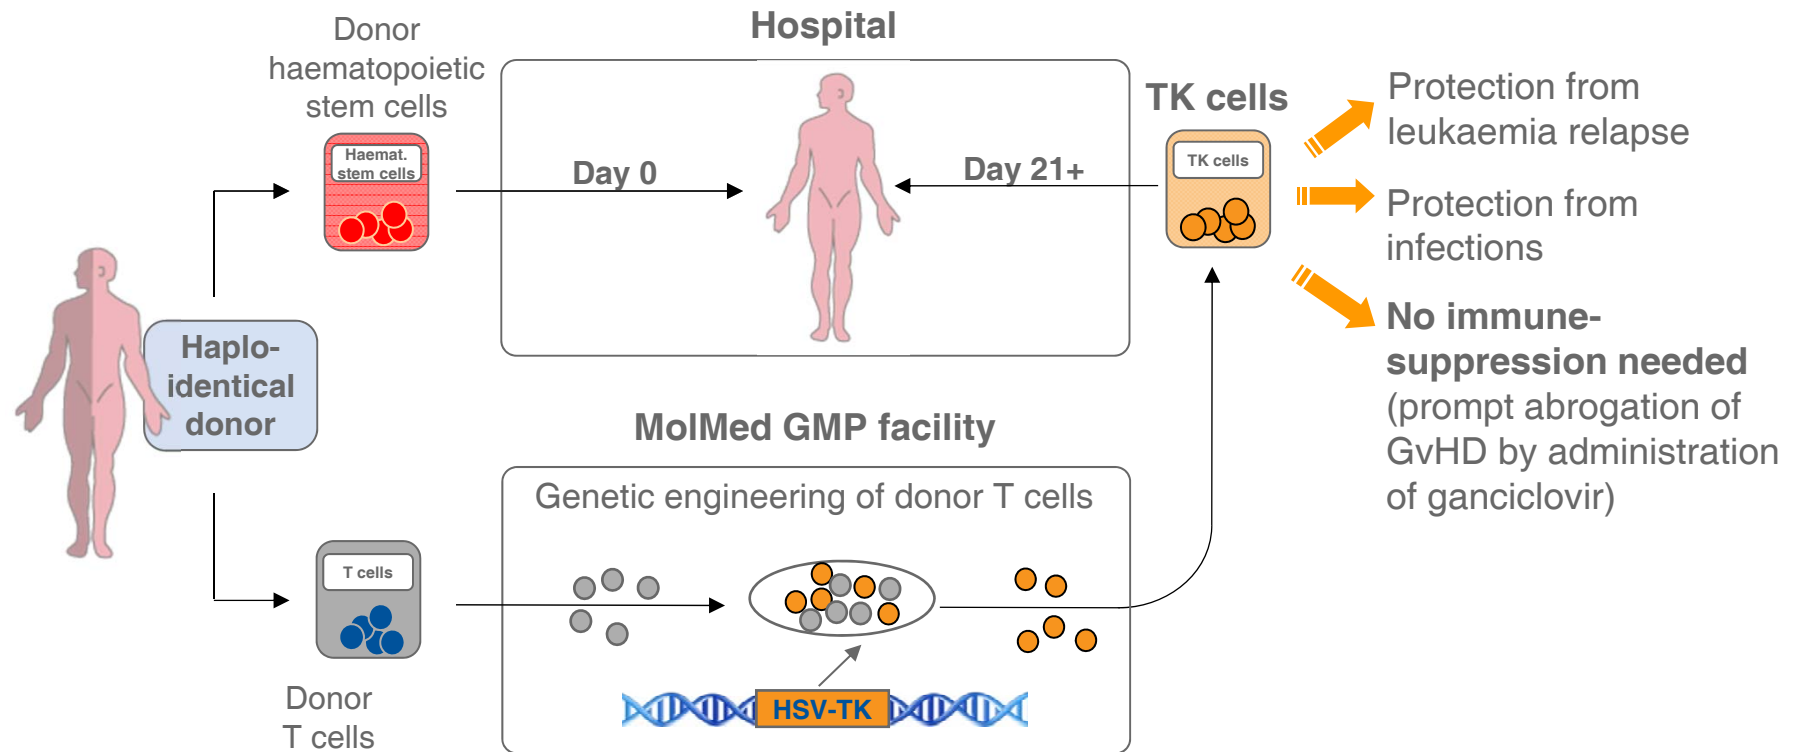 Donor
haematopoietic
stem cells
Haemat.
stem cells
Haplo-
identical
donor
T cells
Donor
T cells
Hospital
Day 0
Day 21+
MolMed GMP facility
Genetic engineering of donor T cells
HSV-TK
TK cells
TK cells
Protection from
leukaemia relapse
Protection from
infections
No immune-
suppression needed
(prompt abrogation of
GvHD by administration
of ganciclovir)